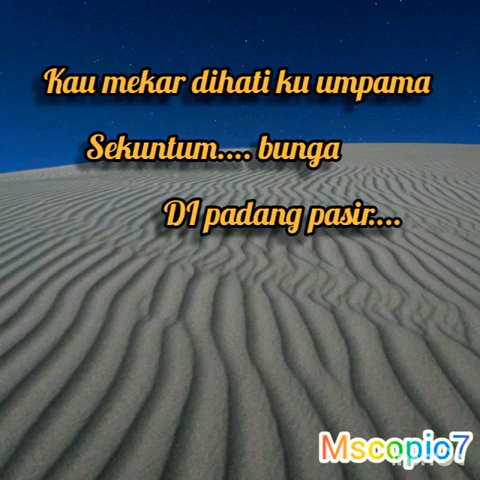 Kau mekar dihati ku umpama
Sekuntum.... bunga
DI padang pasir....
Mscopio7